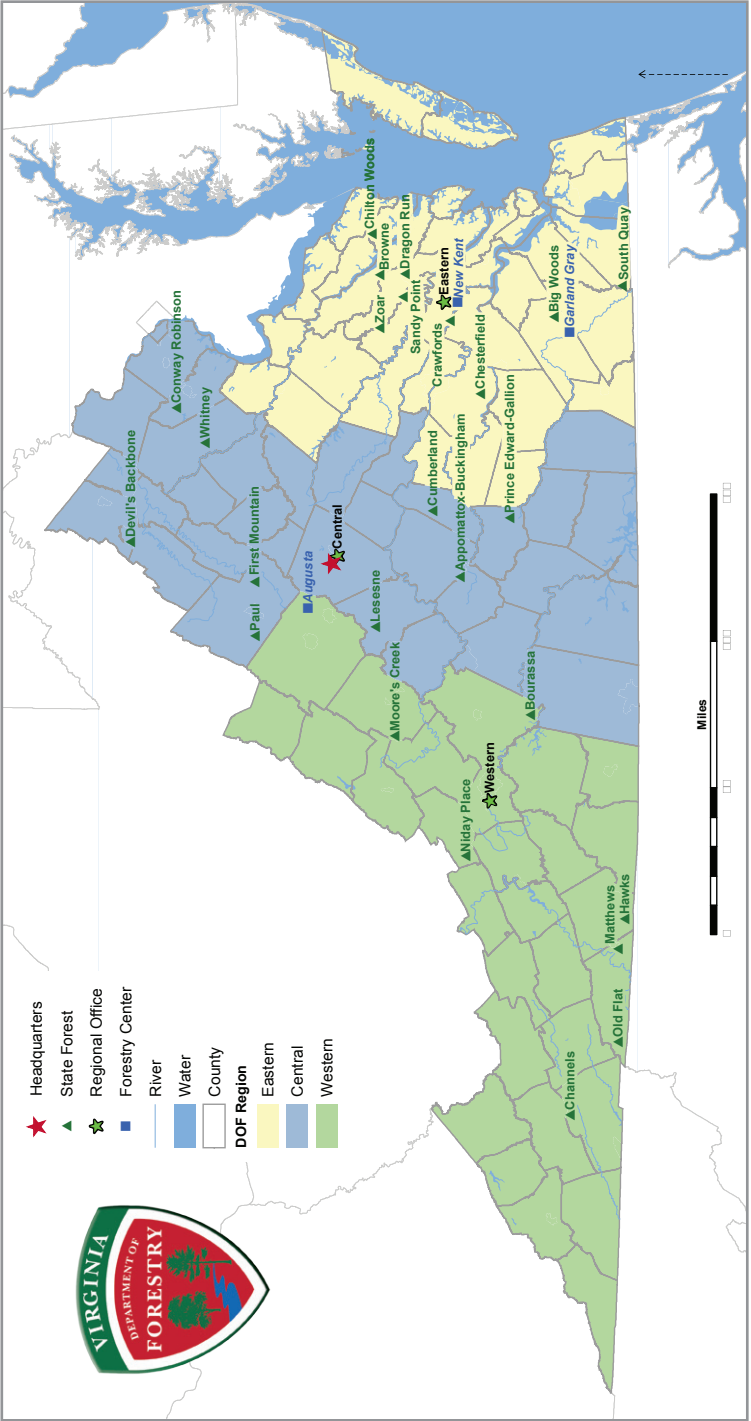 VIRGINIA
DEPARTMENT OF
FORESTRY
Headquarters
State Forest
Regional Office
Forestry Center
River
Water
County
DOF Region
Eastern
Central
Western
Conway Robinson
Whitney
Devil's Backbone
First Mountain
Paul
Augusta
Central
Lesesne
Moore's Creek
Chilton Woods
Browne
Dragon Run
Zoar
Sandy Point
Eastern
New Kent
Crawfords
Chesterfield
Big Woods
Garland Gray
South Quay
Cumberland
Appomattox-Buckingham
Prince Edward-Gallion
Bourassa
Western
Niday Place
Matthews
Hawks
Old Flat
Channels
Miles